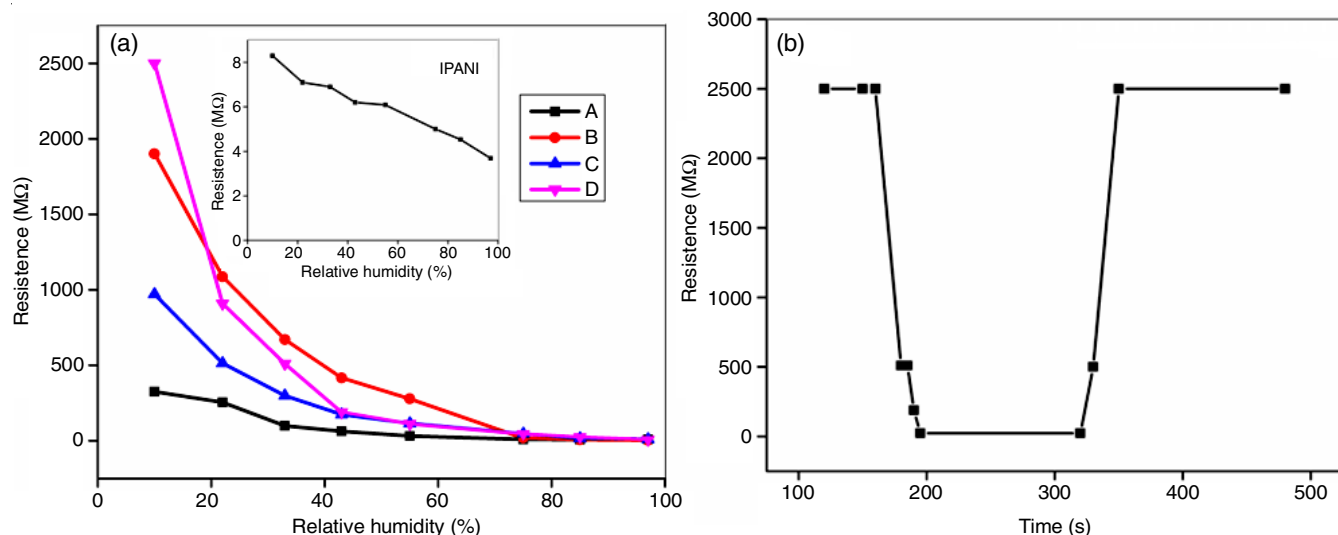 (a)
Resistence (MΩ)
2500
2000
1500
1000
500
0
0 20 40 60 80 100
Relative humidity (%)
IPANI
Resistence (MΩ)
8
6
4
2
0
0 20 40 60 80 100
Relative humidity (%)
A
B
C
D
(b)
Resistence (MΩ)
3000
2500
2000
1500
1000
500
0
100 200 300 400 500
Time (s)